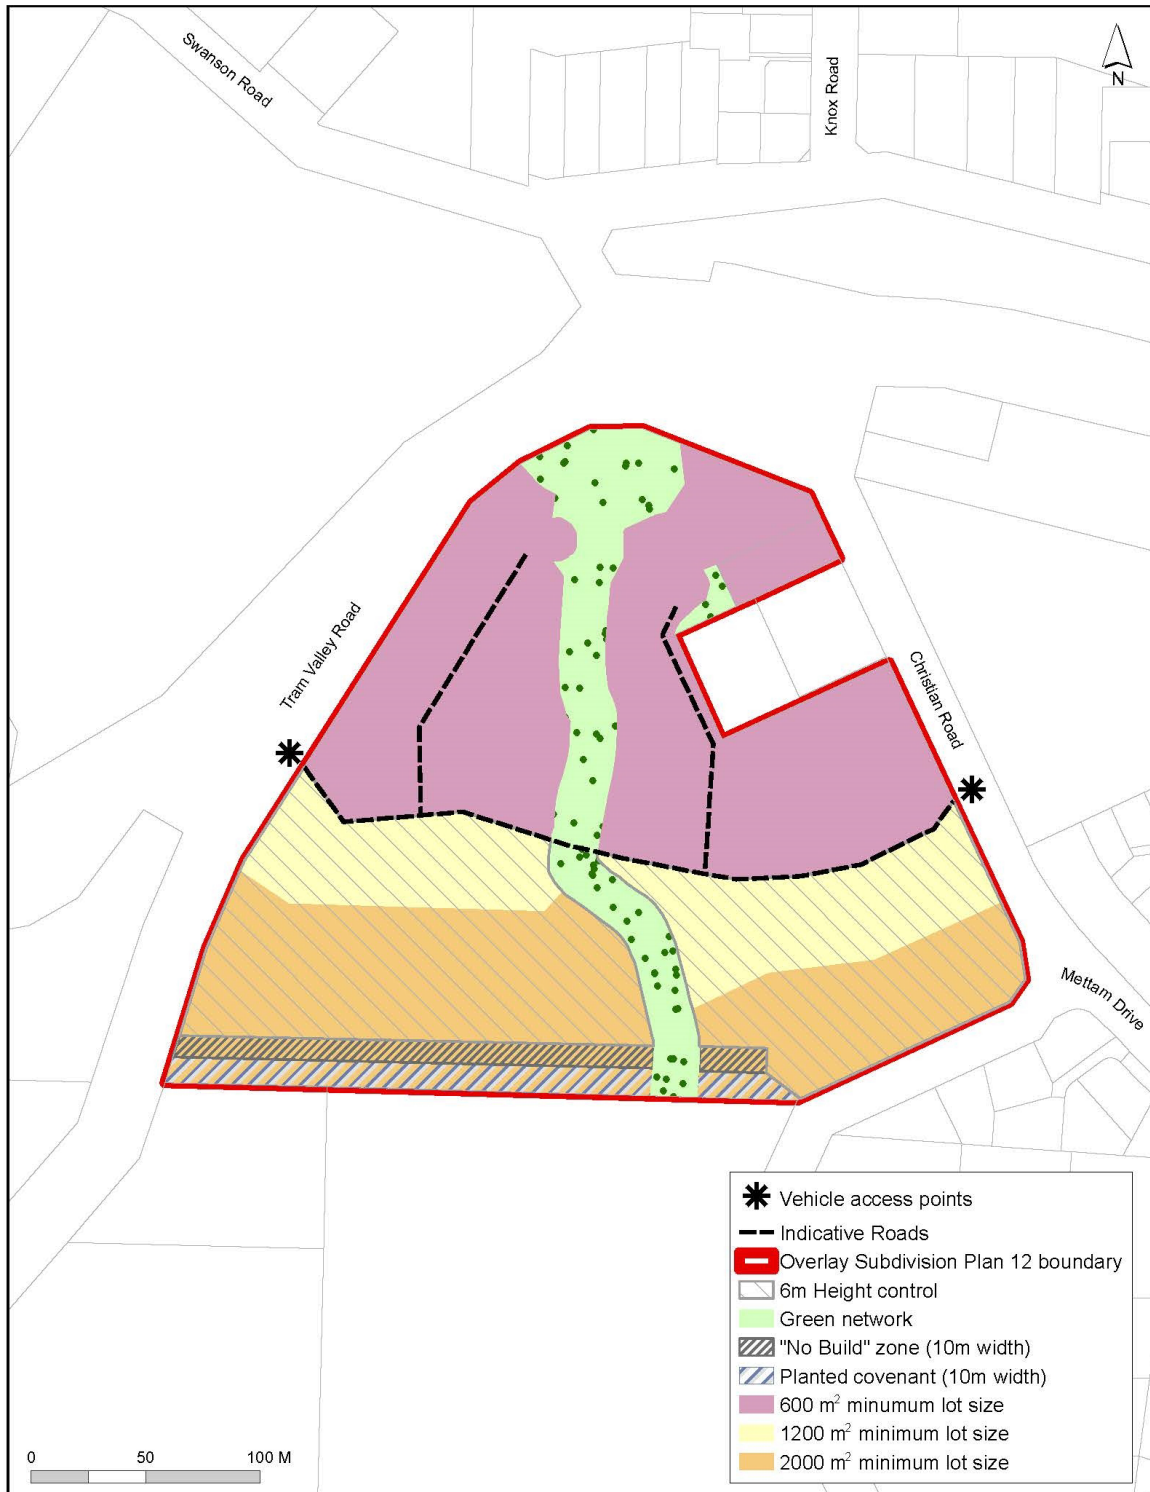 Swanson Road
Knox Road
N
Tram Valley Road
Christian Road
Mettam Drive
Vehicle access points
Indicative Roads
Overlay Subdivision Plan 12 boundary
6m Height control
Green network
"No Build" zone (10m width)
Planted covenant (10m width)
600 m² minumum lot size
1200 m² minimum lot size
2000 m² minimum lot size
0 50 100 M